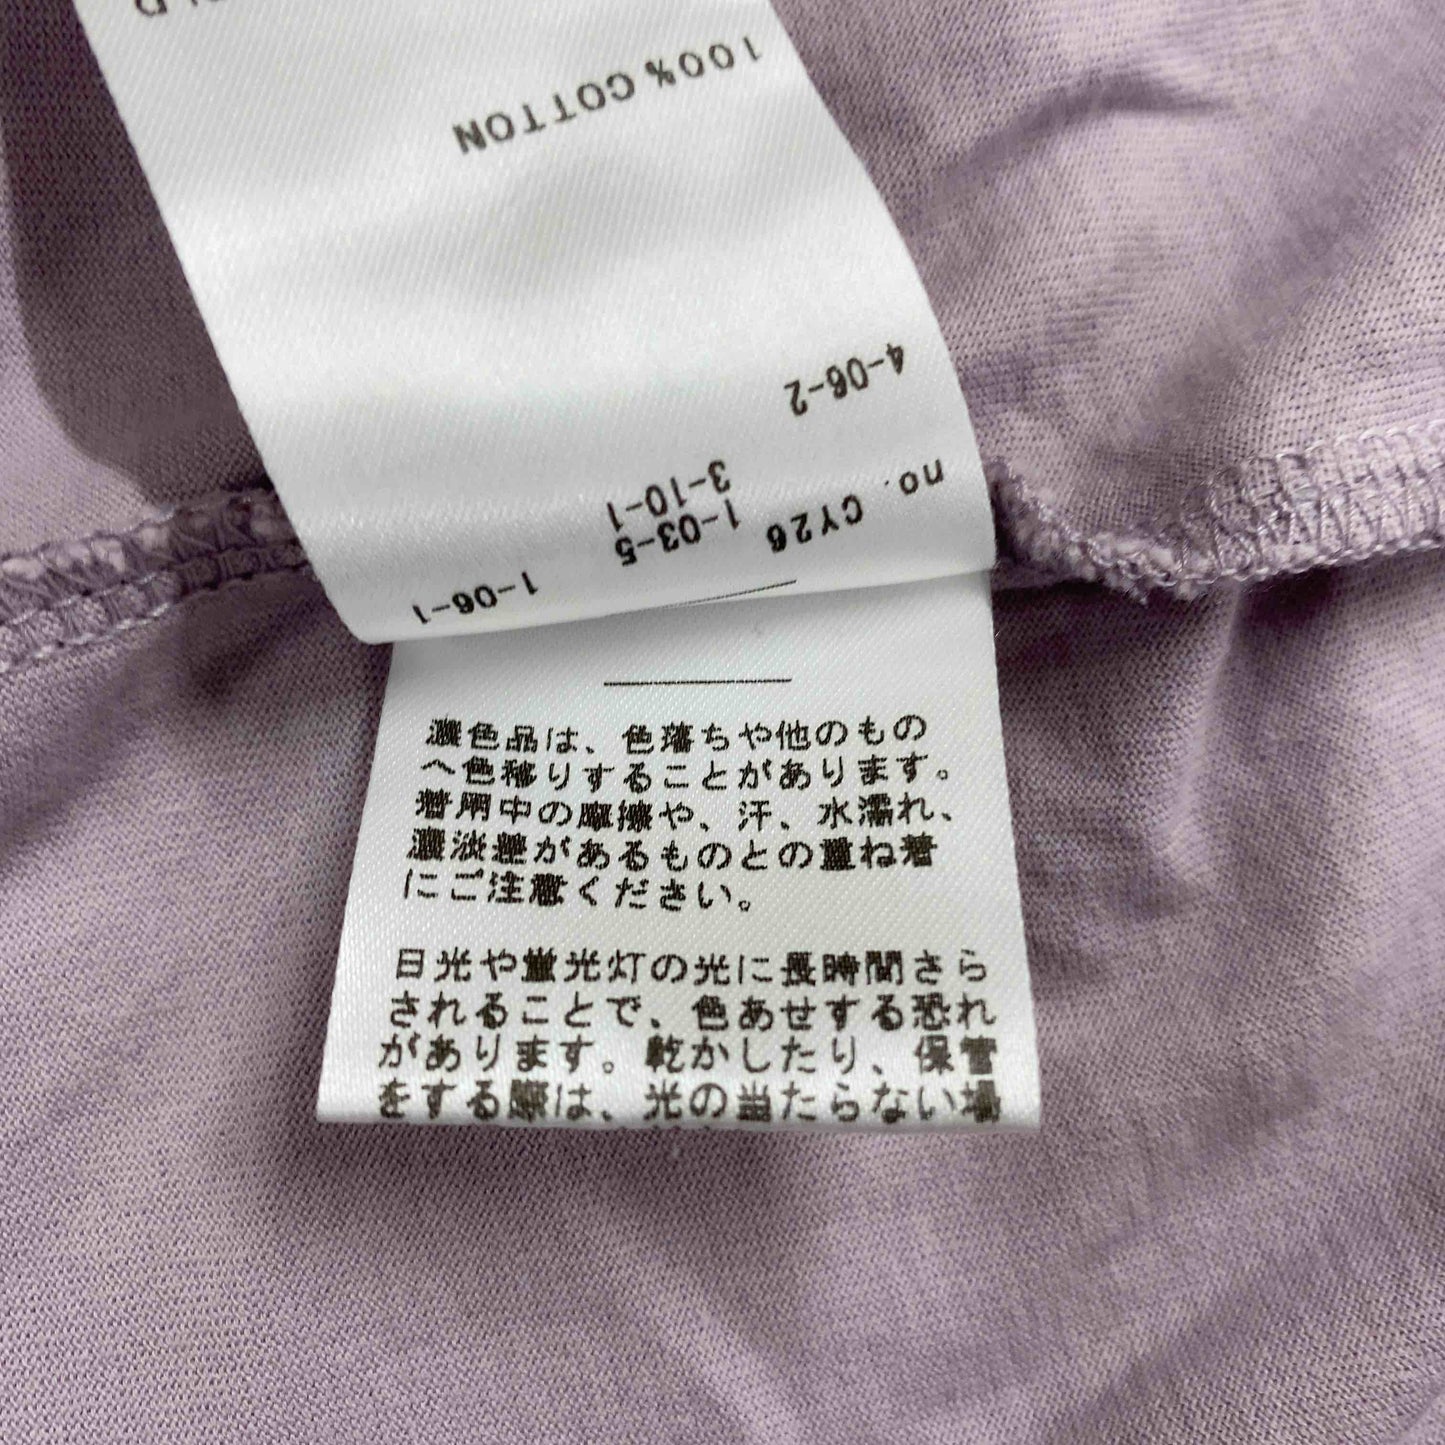 100% COTTON
4-06-2
3-10-1
no. CY26
1-03-5
1-06-1
濃色品は、色落ちや他のもの
へ色移りすることがあります。
着用中の摩擦や、汗、水濡れ、
濃淡差があるものとの重ね着
にご注意ください。
日光や蛍光灯の光に長時間さら
されることで、色あせする恐れ
があります。乾かしたり、保管
をする際は、光の当たらない場